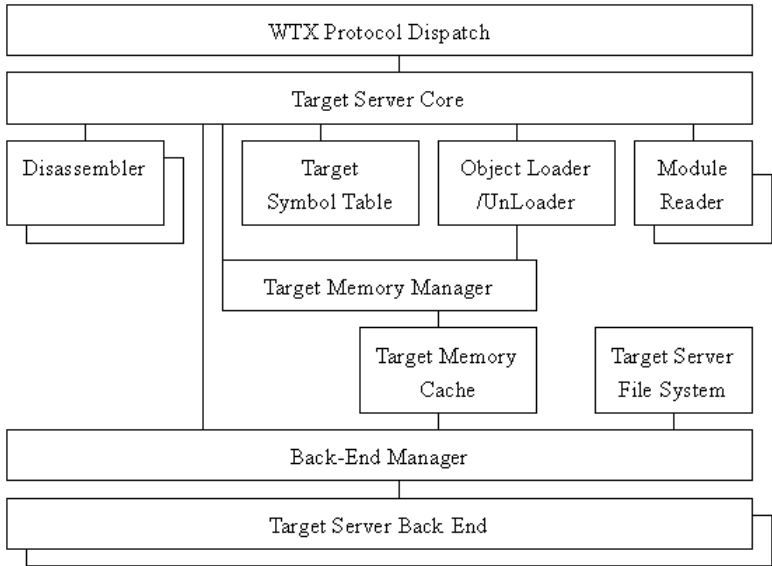 WTX Protocol Dispatch
Target Server Core
Disassembler
Target
Symbol Table
Object Loader
/UnLoader
Module
Reader
Target Memory Manager
Target Memory
Cache
Target Server
File System
Back-End Manager
Target Server Back End